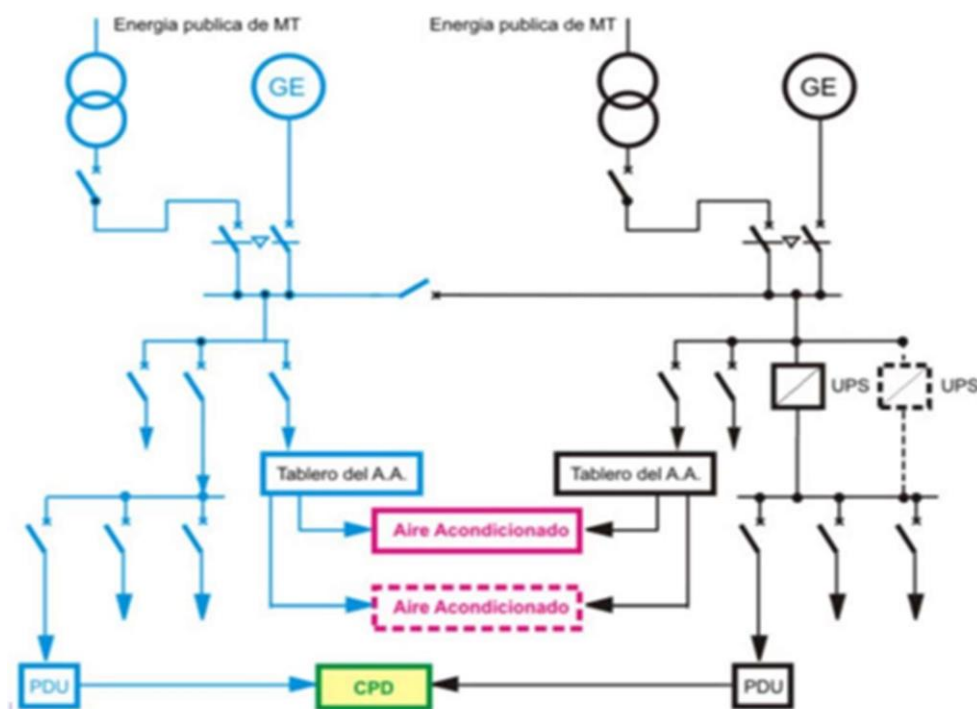 Energia publica de MT
Energia publica de MT
GE
GE
UPS
UPS
Tablero del A.A.
Tablero del A.A.
Aire Acondicionado
Aire Acondicionado
PDU
CPD
PDU